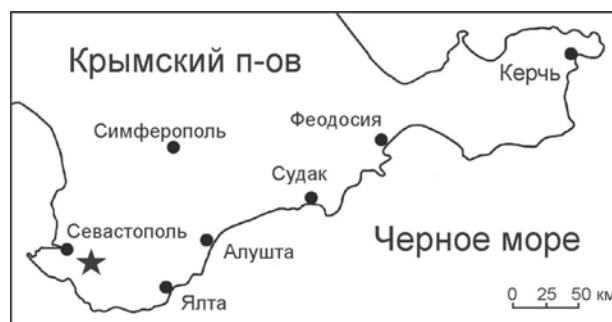 Крымский п-ов
Керчь
Симферополь
Феодосия
Судак
Севастополь
Алушта
Черное море
Ялта
0 25 50 км